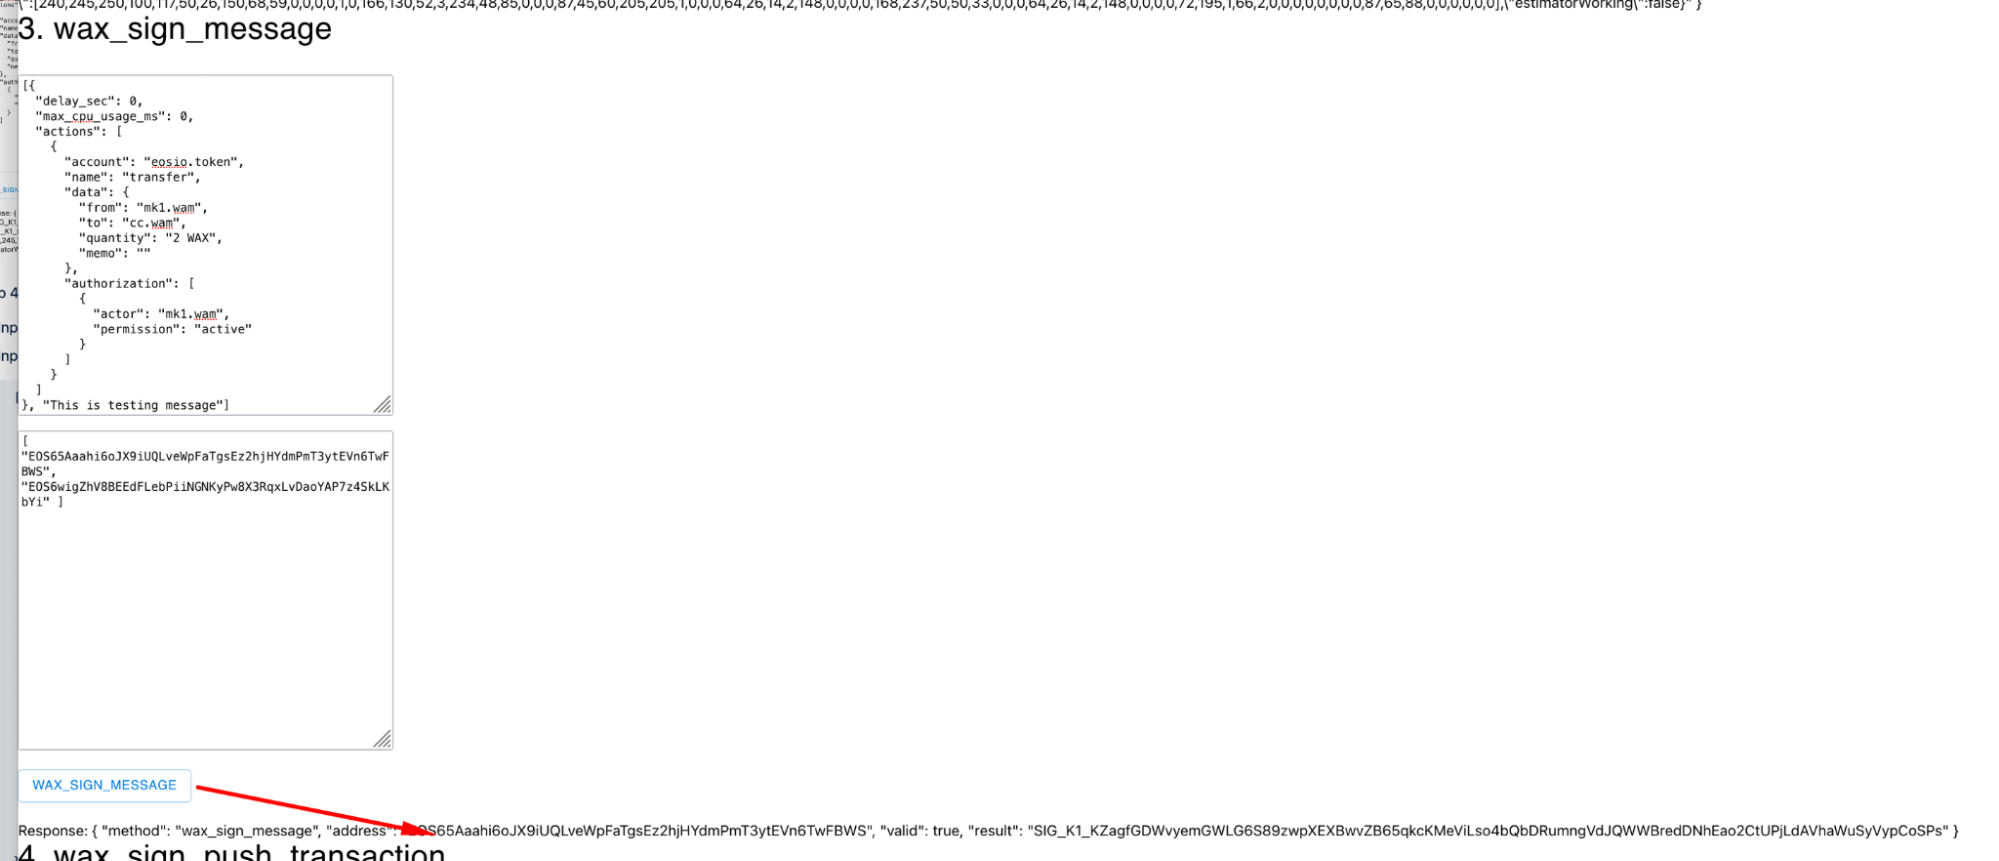 \":[240,245,250,100,117,50,26,150,68,59,0,0,0,0,1,0,166,130,52,3,234,48,85,0,0,0,87,45,60,205,205,1,0,0,0,64,26,14,2,148,0,0,0,0,168,237,50,50,33,0,0,0,64,26,14,2,148,0,0,0,0,72,195,1,66,2,0,0,0,0,0,0,0,0,87,65,88,0,0,0,0,0,0],\"estimatorWorking\":false}" }
3. wax_sign_message
[{
"delay_sec": 0,
"max_cpu_usage_ms": 0,
"actions": [
{
"account": "eosio.token",
"name": "transfer",
"data": {
"from": "mk1.wam",
"to": "cc.wam",
"quantity": "2 WAX",
"memo": ""
},
"authorization": [
{
"actor": "mk1.wam",
"permission": "active"
}
]
}
]
}, "This is testing message"]
[
"EOS65Aaahi6oJX9iUQLveWpFaTgsEz2hjHYdmPmT3ytEVn6TwF
BWS",
"EOS6wigZhV8BEEdFLebPiiNGNKyPw8X3RqxLvDaoYAP7z4SkLK
bYi" ]
WAX_SIGN_MESSAGE
Response: { "method": "wax_sign_message", "address": "EOS65Aaahi6oJX9iUQLveWpFaTgsEz2hjHYdmPmT3ytEVn6TwFBWS", "valid": true, "result": "SIG_K1_KZagfGDWvyemGWLG6S89zwpXEXBwvZB65qkcKMeViLso4bQbDRumngVdJQWWBredDNhEao2CtUPjLdAVhaWuSyVypCoSPs" }
4. wax_sign_push_transaction